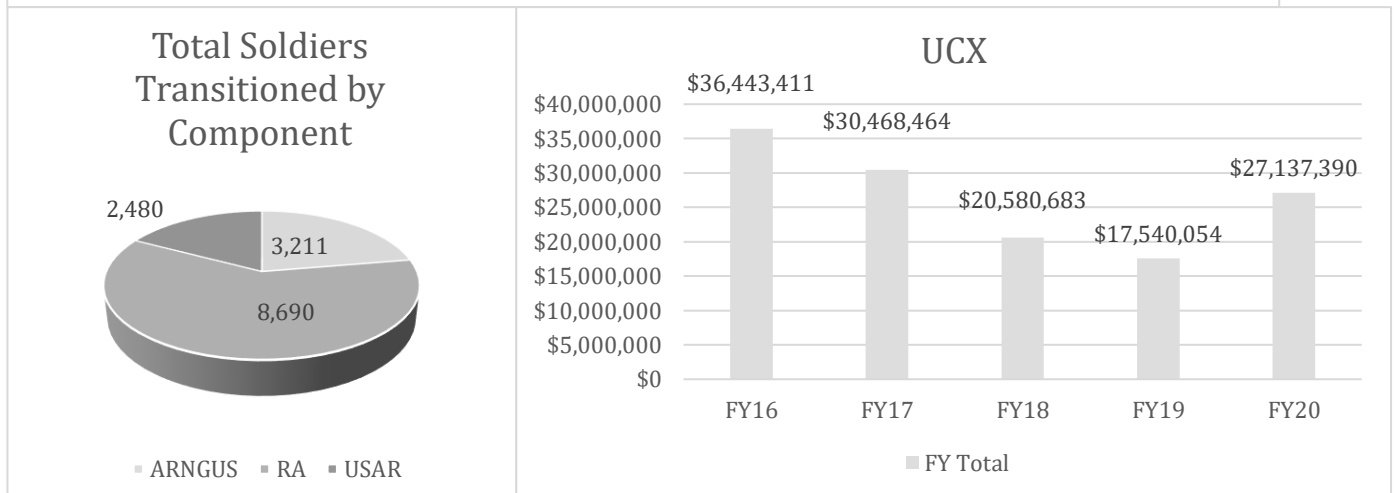 Total Soldiers
Transitioned by
Component
2,480
3,211
8,690
ARNGUS RA USAR
UCX
$36,443,411
$40,000,000
$30,468,464
$35,000,000
$30,000,000
$27,137,390
$25,000,000
$20,580,683
$20,000,000
$17,540,054
$15,000,000
$10,000,000
$5,000,000
$0
FY16 FY17 FY18 FY19 FY20
FY Total